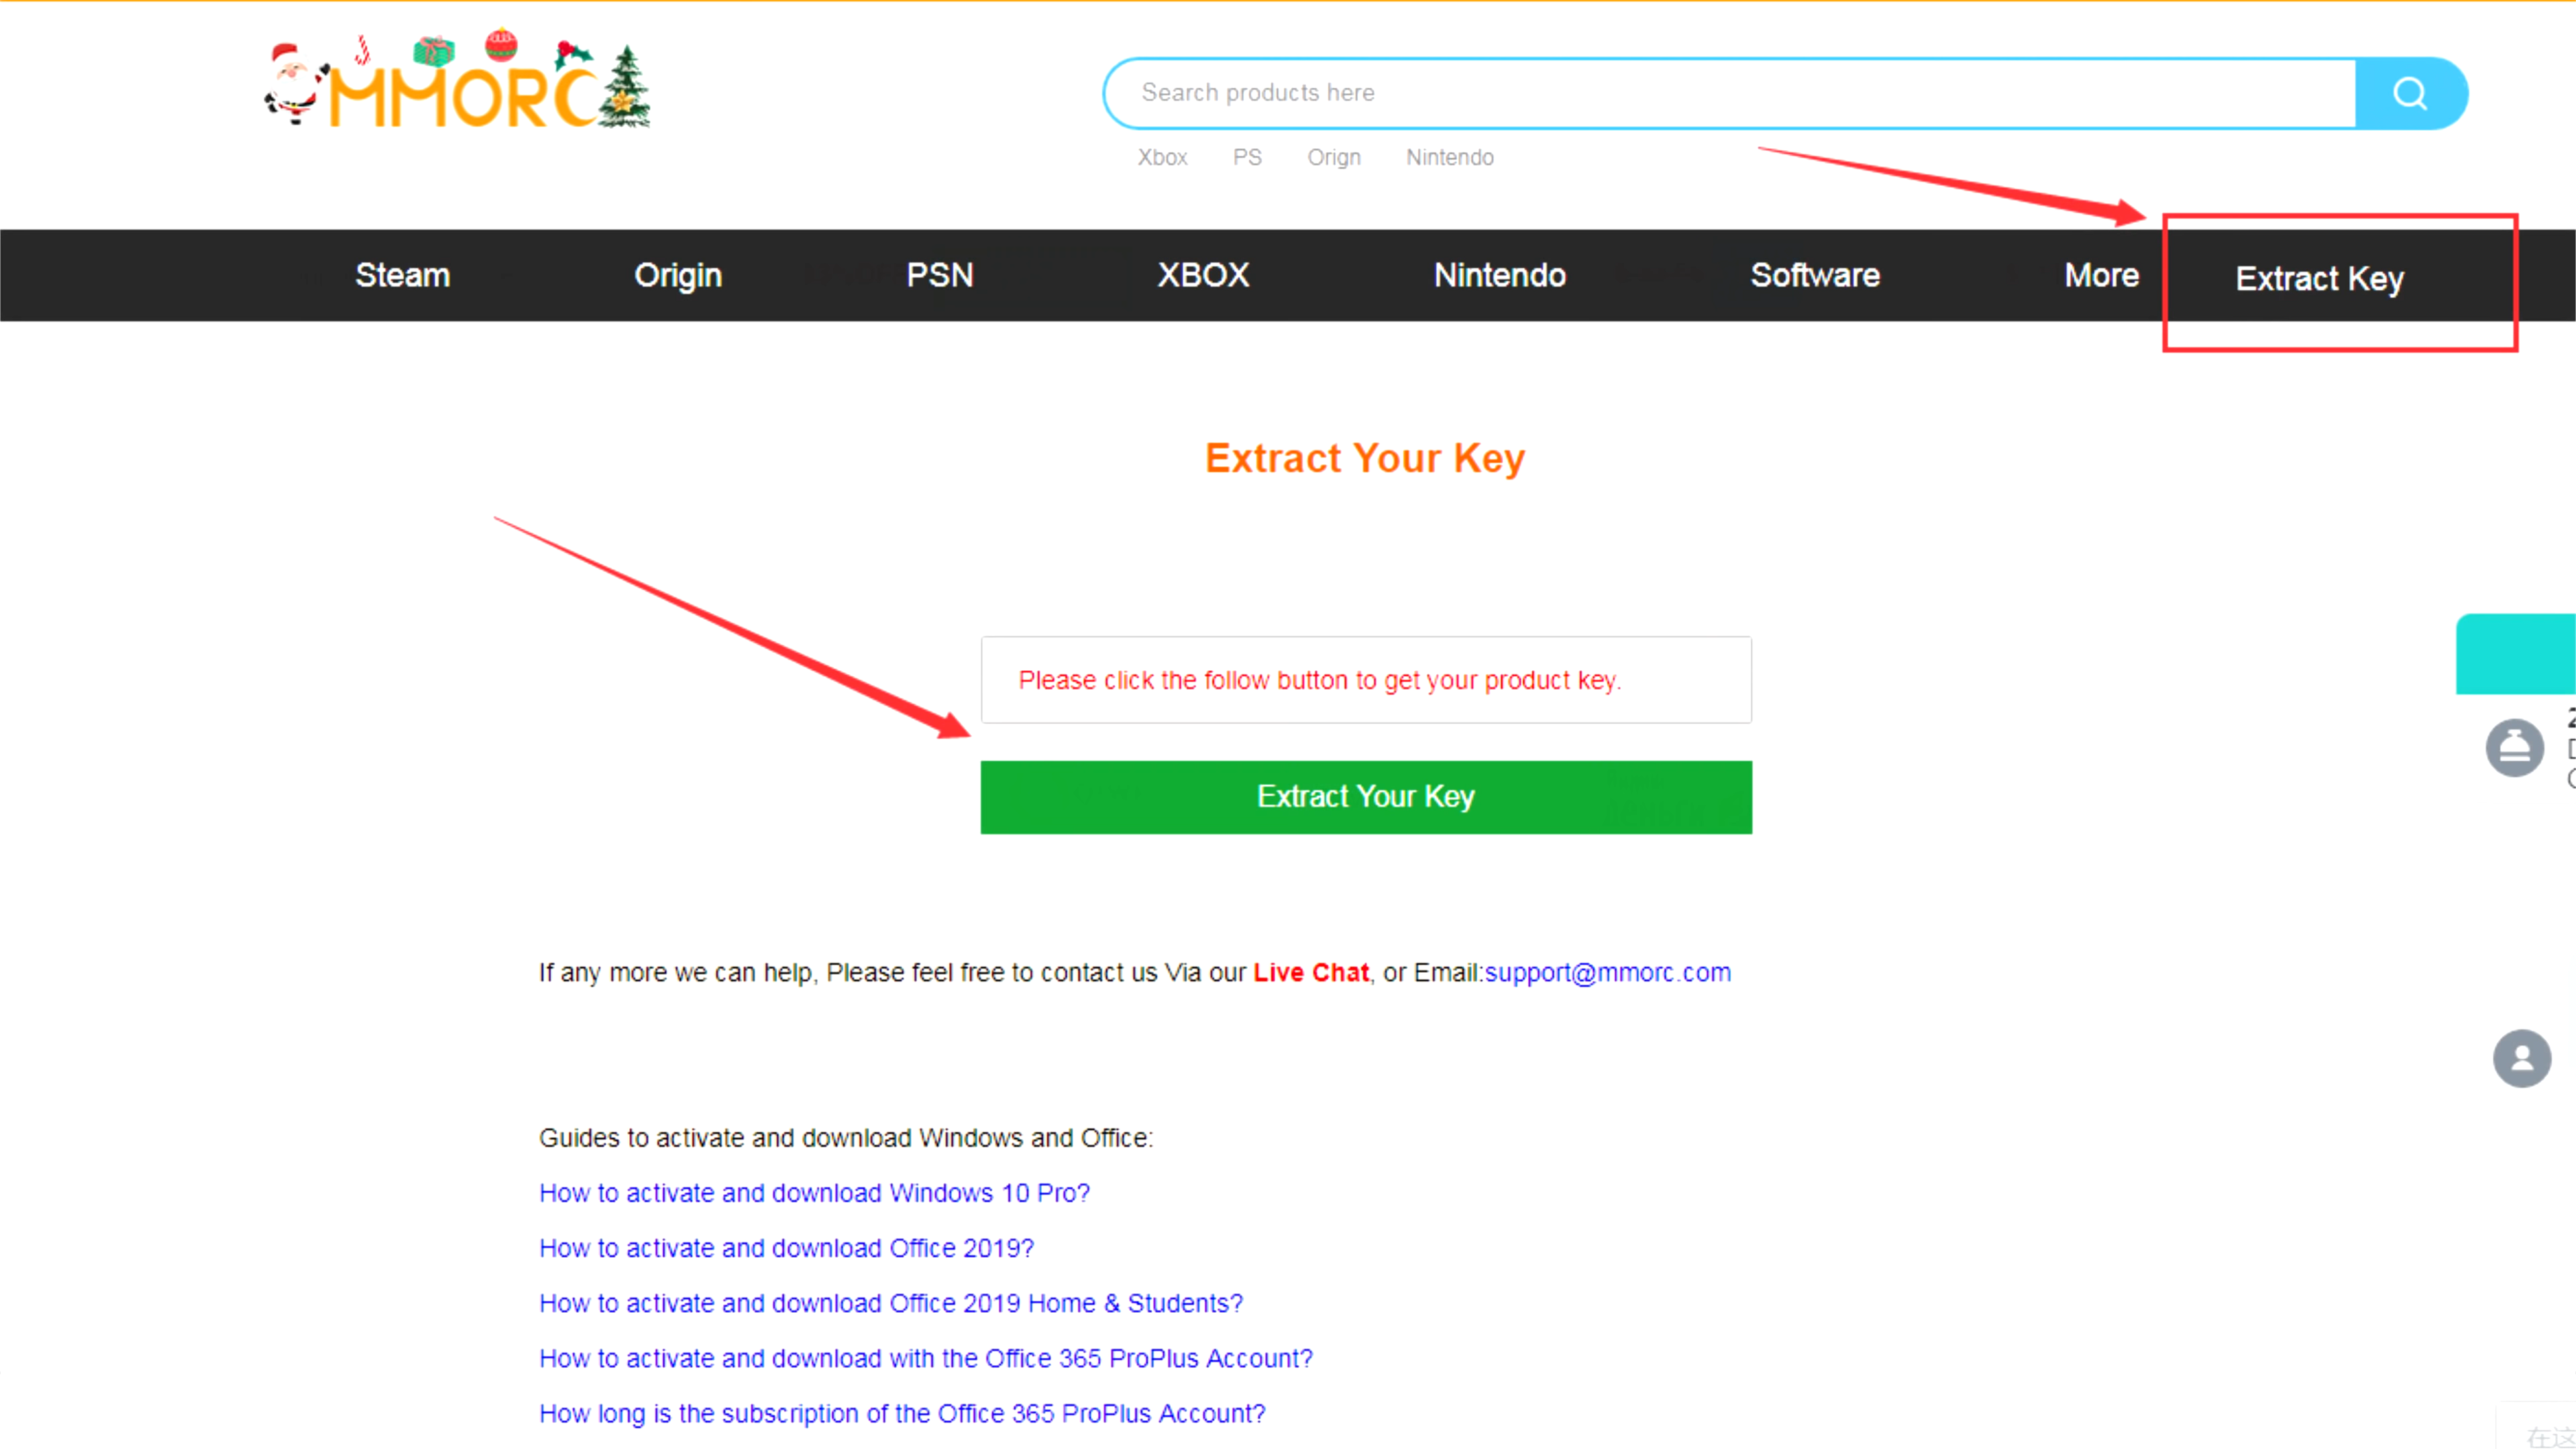 MMORC
Search products here
Xbox PS Orign Nintendo
Steam Origin PSN XBOX Nintendo Software More Extract Key
Extract Your Key
Please click the follow button to get your product key.
Extract Your Key
If any more we can help, Please feel free to contact us Via our Live Chat, or Email:support@mmorc.com
Guides to activate and download Windows and Office:
How to activate and download Windows 10 Pro?
How to activate and download Office 2019?
How to activate and download Office 2019 Home & Students?
How to activate and download with the Office 365 ProPlus Account?
How long is the subscription of the Office 365 ProPlus Account?
在这